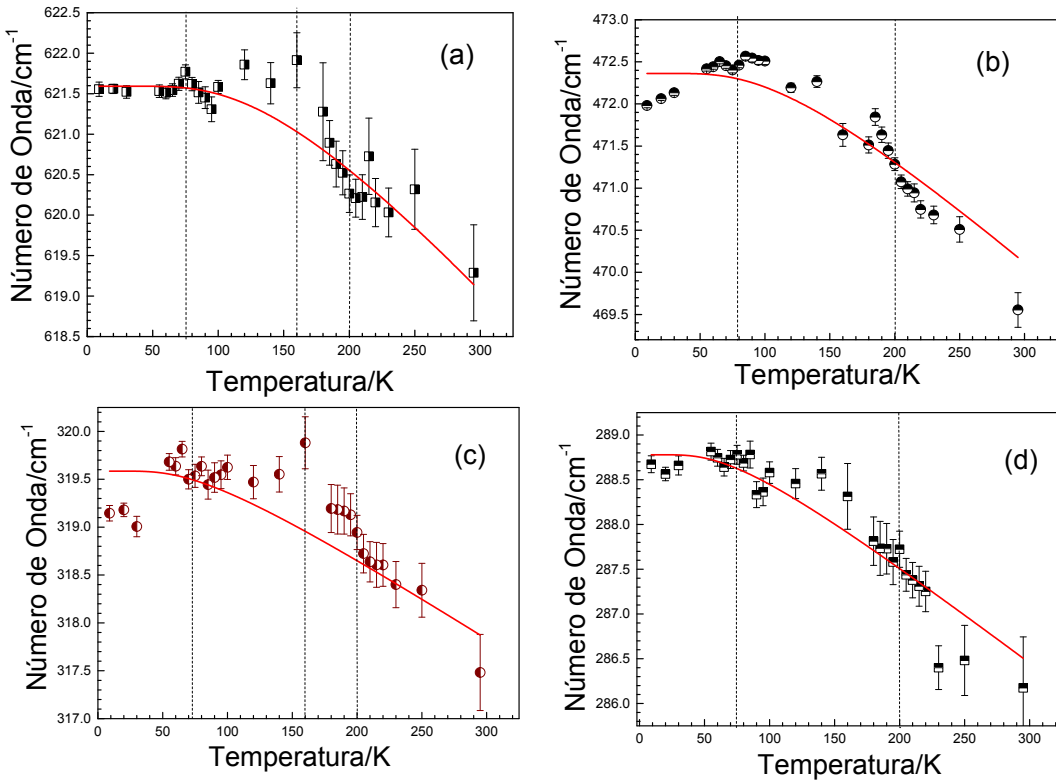 622.5
622.0
621.5
621.0
620.5
620.0
619.5
619.0
618.5
0 50 100 150 200 250 300
Número de Onda/cm⁻¹
Temperatura/K
(a)
473.0
472.5
472.0
471.5
471.0
470.5
470.0
469.5
0 50 100 150 200 250 300
Número de Onda/cm⁻¹
Temperatura/K
(b)
320.0
319.5
319.0
318.5
318.0
317.5
317.0
0 50 100 150 200 250 300
Número de Onda/cm⁻¹
Temperatura/K
(c)
289.0
288.5
288.0
287.5
287.0
286.5
286.0
0 50 100 150 200 250 300
Número de Onda/cm⁻¹
Temperatura/K
(d)